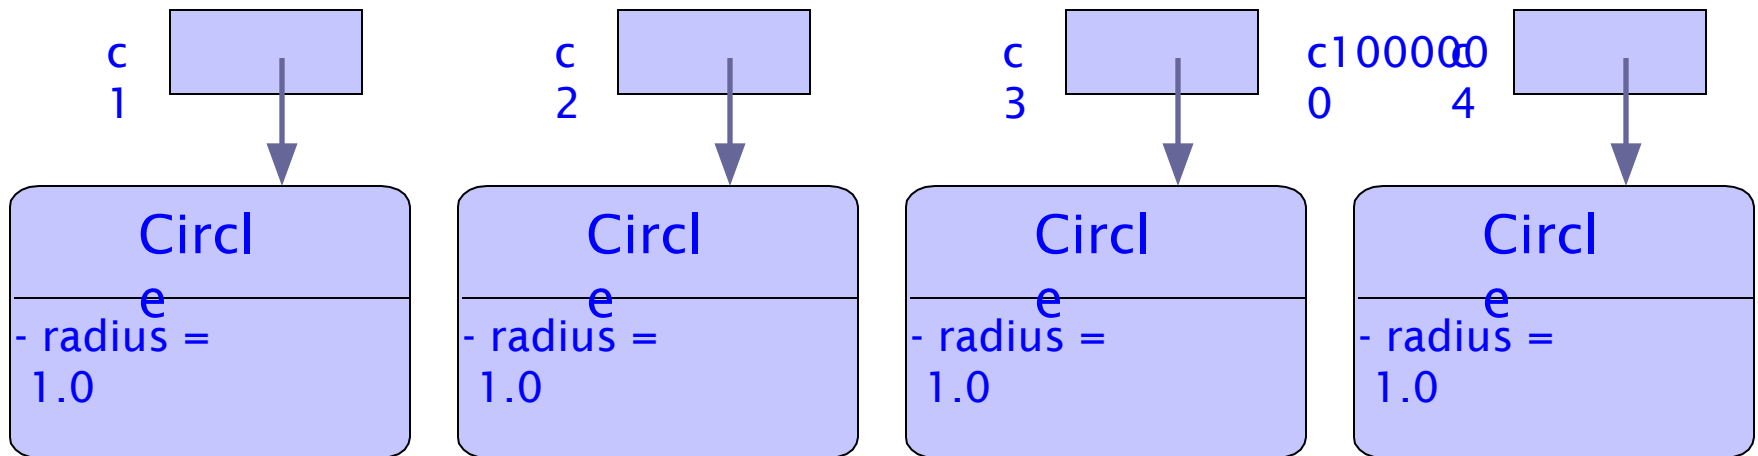 c
1
c
2
c
3
c100000
0
c
4
Circl
e
- radius =
1.0
Circl
e
- radius =
1.0
Circl
e
- radius =
1.0
Circl
e
- radius =
1.0